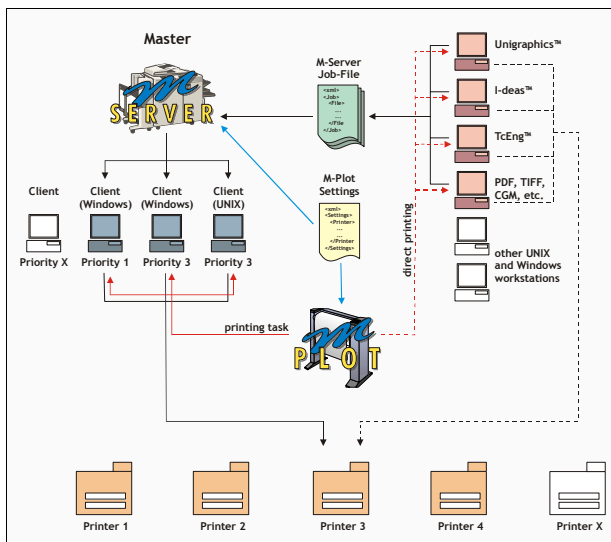 Master
M-Server
Job-File
<xml>
<Job>
<File>
...
...
</File
</Job>
m
SERVER
Unigraphics™
I-deas™
TcEng™
PDF, TIFF,
CGM, etc.
other UNIX
and Windows
workstations
Client
Client
(Windows)
Client
(Windows)
Client
(UNIX)
Priority X
Priority 1
Priority 3
Priority 3
M-Plot
Settings
<xml>
<Settings>
<Printer>
...
...
</Printer
</Settings>
direct printing
printing task
m
PLOT
Printer 1
Printer 2
Printer 3
Printer 4
Printer X